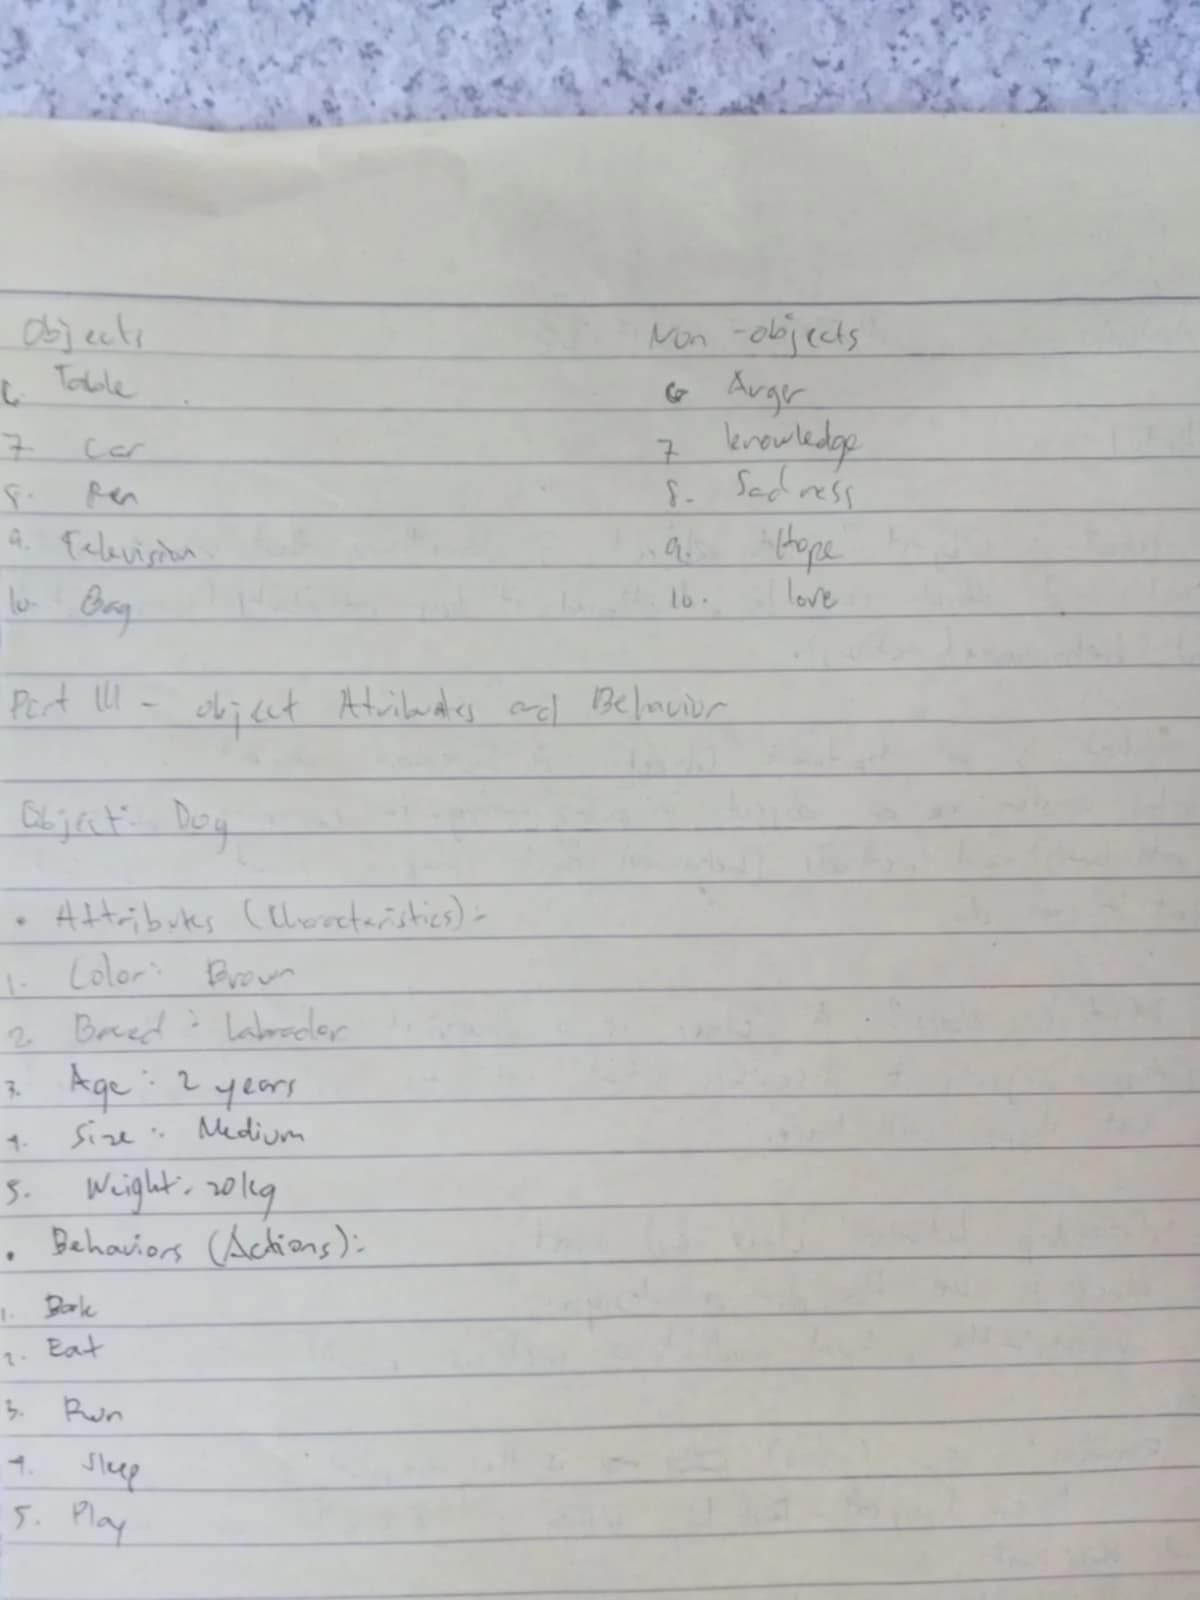 Objects Non-objects
6. Table 6 Anger
7. Car 7 knowledge
8. Pen 8. Sadness
9. Television 9. Hope
10. Bag 10. love
Part III - object Atributes and Behavior
Object: Dog
• Attributes (Characteristics):-
1. Color: Brown
2. Breed: Labrador
3. Age: 2 years
4. Size: Medium
5. Weight: 20kg
• Behaviors (Actions):-
1. Bark
2. Eat
3. Run
4. Sleep
5. Play